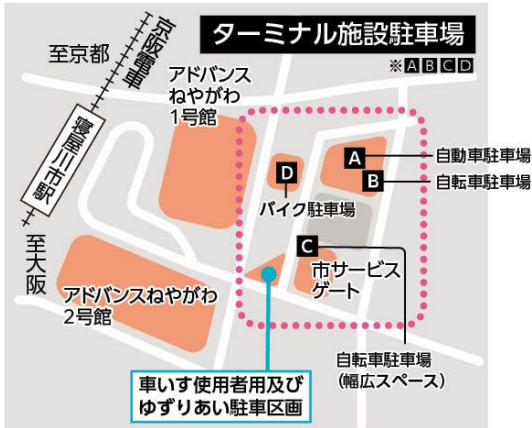 ターミナル施設駐車場
※ABCD
至京都
京阪電車
寝屋川市駅
至大阪
アドバンス
ねやがわ
1号館
A
自動車駐車場
B
自転車駐車場
D
バイク駐車場
C
市サービス
ゲート
アドバンスねやがわ
2号館
自転車駐車場
(幅広スペース)
車いす使用者用及び
ゆずりあい駐車区画